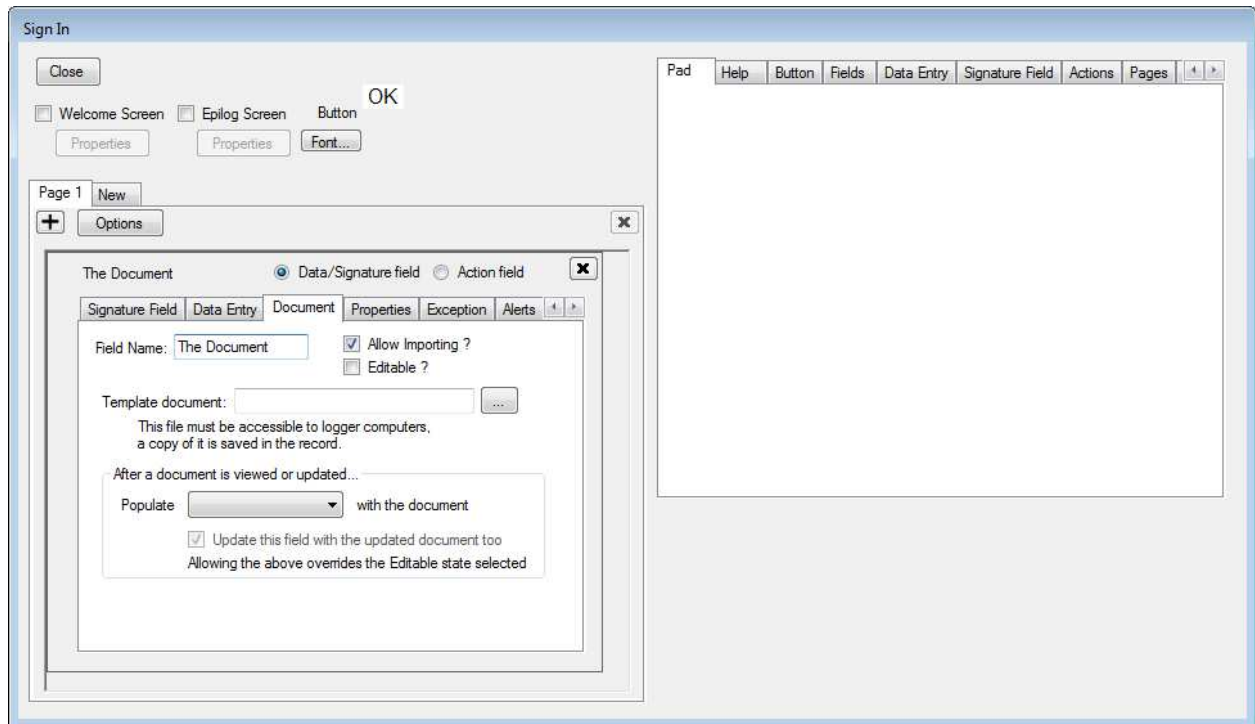 Sign In
Close
OK
Welcome Screen Epilog Screen Button
Properties Properties Font...
Page 1 New
Options
The Document Data/Signature field Action field
Signature Field Data Entry Document Properties Exception Alerts
Field Name: The Document Allow Importing ?
Editable ?
Template document: ...
This file must be accessible to logger computers,
a copy of it is saved in the record.
After a document is viewed or updated...
Populate with the document
Update this field with the updated document too
Allowing the above overrides the Editable state selected
Pad Help Button Fields Data Entry Signature Field Actions Pages